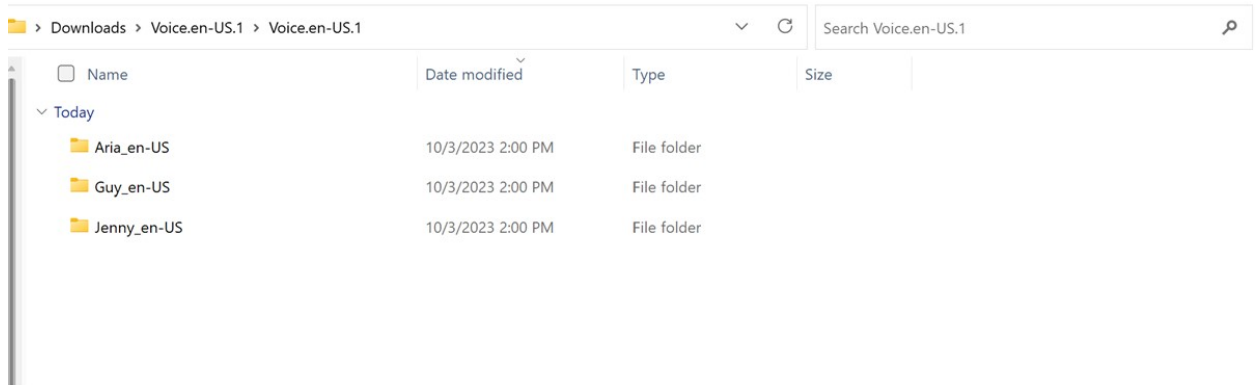 Downloads > Voice.en-US.1 > Voice.en-US.1 Search Voice.en-US.1
Name Date modified Type Size
Today
Aria_en-US 10/3/2023 2:00 PM File folder
Guy_en-US 10/3/2023 2:00 PM File folder
Jenny_en-US 10/3/2023 2:00 PM File folder